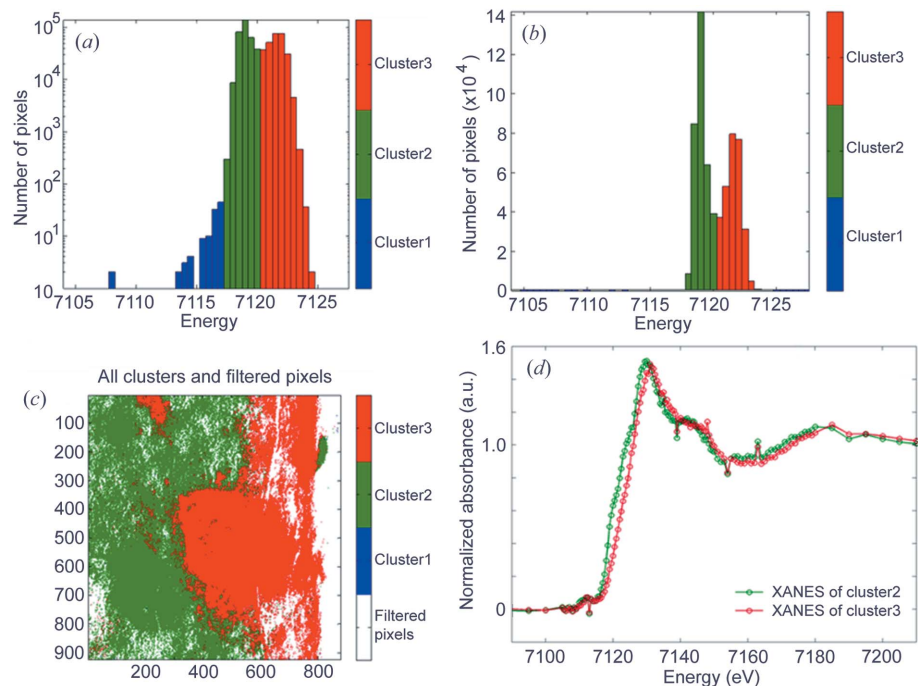 (a)
Number of pixels
10^5
10^4
10^3
10^2
10^1
10
7105 7110 7115 7120 7125
Energy
Cluster3
Cluster2
Cluster1
(b)
Number of pixels (x10^4)
14
12
10
8
6
4
2
0
7105 7110 7115 7120 7125
Energy
Cluster3
Cluster2
Cluster1
All clusters and filtered pixels
(c)
100
200
300
400
500
600
700
800
900
200 400 600 800
Cluster3
Cluster2
Cluster1
Filtered
pixels
(d)
Normalized absorbance (a.u.)
1.6
1.0
0
XANES of cluster2
XANES of cluster3
7100 7120 7140 7160 7180 7200
Energy (eV)